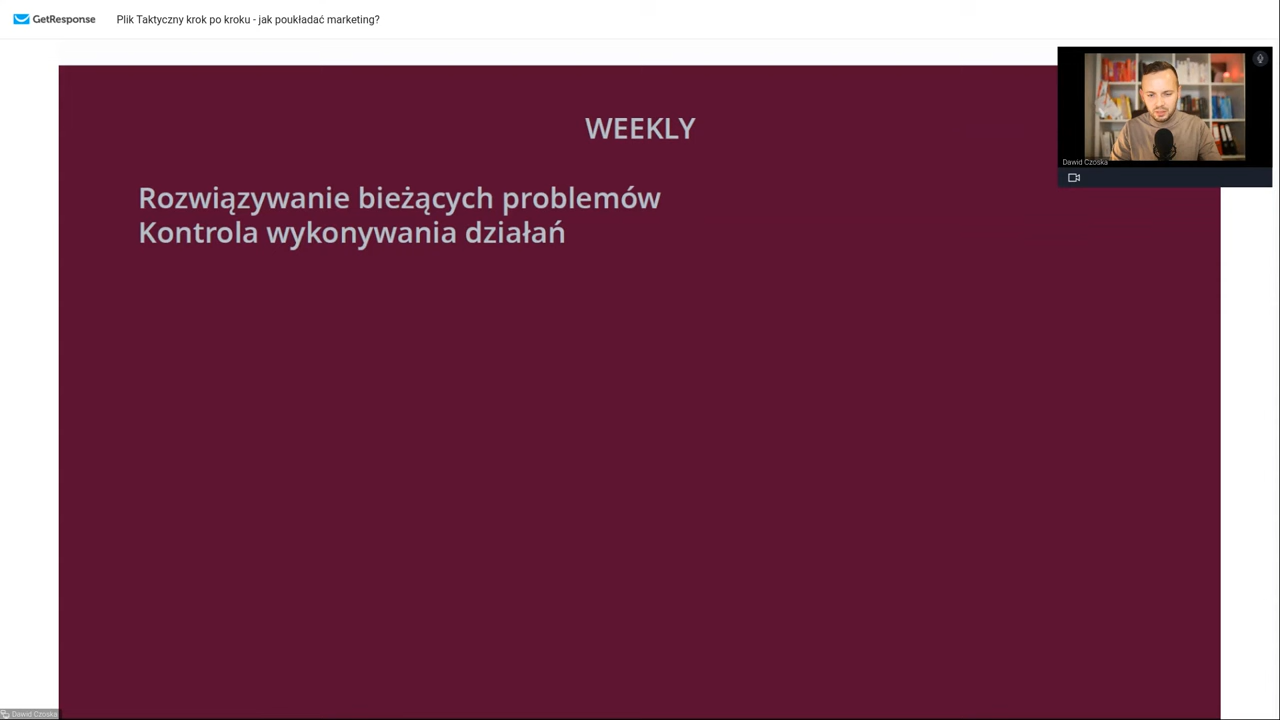 GetResponse
Plik Taktyczny krok po kroku - jak poukładać marketing?
Dawid Czoska
WEEKLY
Rozwiązywanie bieżących problemów
Kontrola wykonywania działań
Dawid Czoska